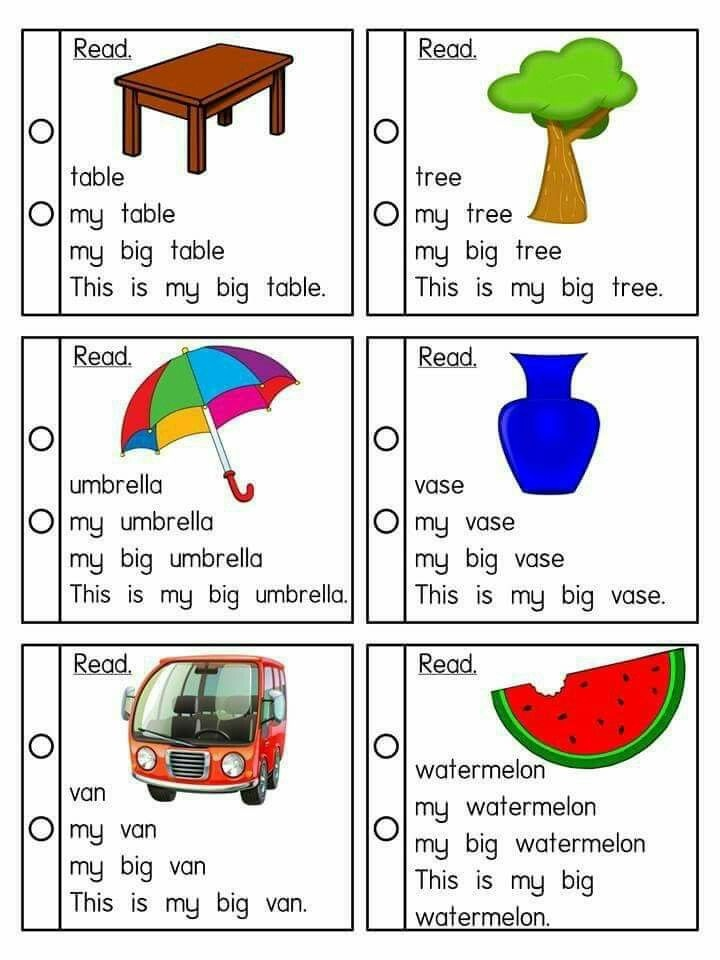 Read.
table
my table
my big table
This is my big table.
Read.
tree
my tree
my big tree
This is my big tree.
Read.
umbrella
my umbrella
my big umbrella
This is my big umbrella.
Read.
vase
my vase
my big vase
This is my big vase.
Read.
van
my van
my big van
This is my big van.
Read.
watermelon
my watermelon
my big watermelon
This is my big
watermelon.